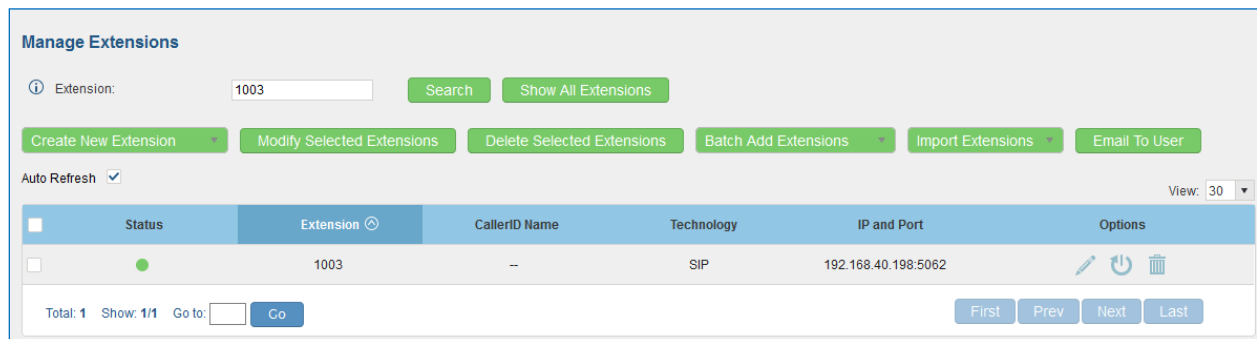 Manage Extensions
Extension: 1003 Search Show All Extensions
Create New Extension Modify Selected Extensions Delete Selected Extensions Batch Add Extensions Import Extensions Email To User
Auto Refresh
View: 30
Status Extension CallerID Name Technology IP and Port Options
1003 -- SIP 192.168.40.198:5062
Total: 1 Show: 1/1 Go to: Go First Prev Next Last